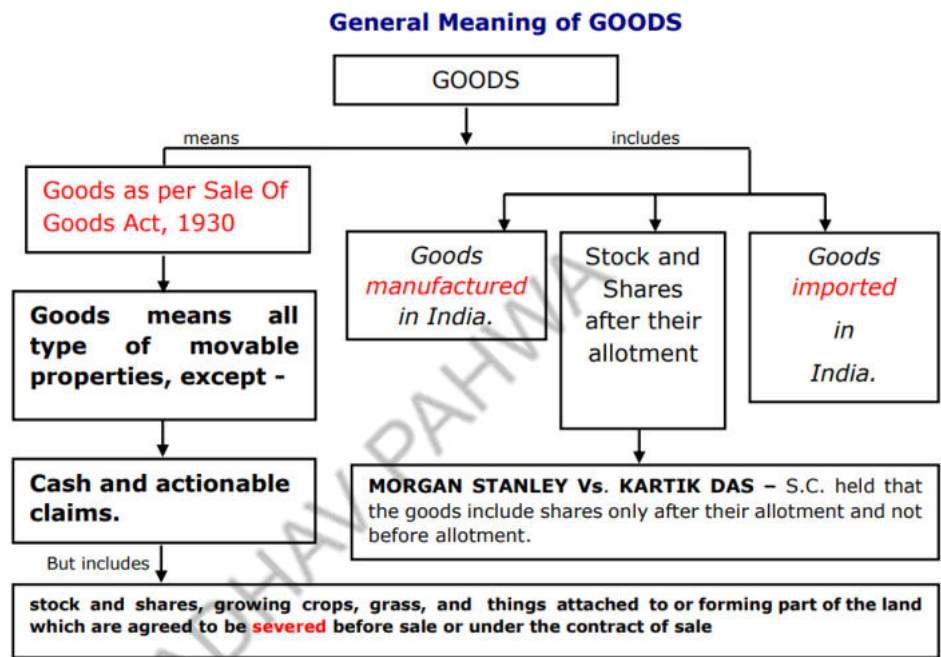 General Meaning of GOODS
GOODS
means
includes
Goods as per Sale Of
Goods Act, 1930
Goods means all
type of movable
properties, except -
Cash and actionable
claims.
But includes
Goods
manufactured
in India.
Stock and
Shares
after their
allotment
Goods
imported
in
India.
MORGAN STANLEY Vs. KARTIK DAS – S.C. held that
the goods include shares only after their allotment and not
before allotment.
stock and shares, growing crops, grass, and things attached to or forming part of the land
which are agreed to be severed before sale or under the contract of sale
ADHAV PAHWA